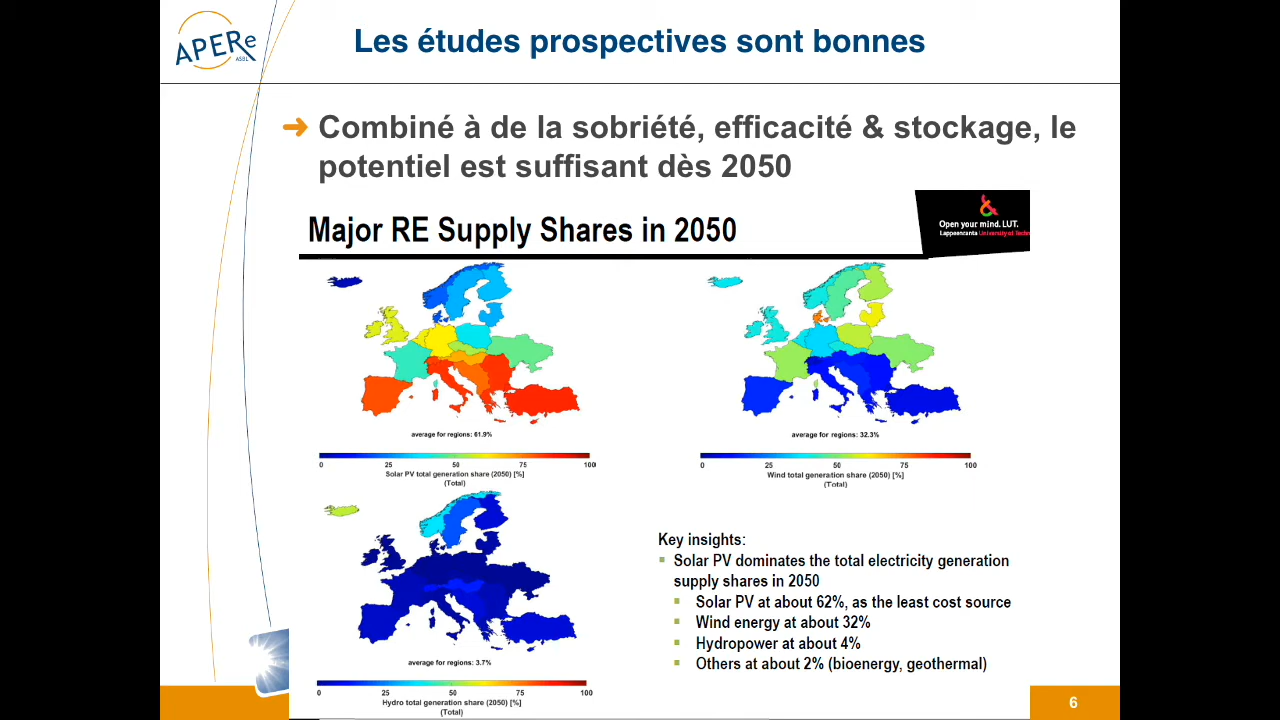 APERe
ASBL
Les études prospectives sont bonnes
➔ Combiné à de la sobriété, efficacité & stockage, le
potentiel est suffisant dès 2050
Major RE Supply Shares in 2050
Open your mind. LUT.
Lappeenranta University of Techn
average for regions: 61.9%
0 25 50 75 100
Solar PV total generation share (2050) [%]
(Total)
average for regions: 32.3%
0 25 50 75 100
Wind total generation share (2050) [%]
(Total)
average for regions: 3.7%
0 25 50 75 100
Hydro total generation share (2050) [%]
(Total)
Key insights:
Solar PV dominates the total electricity generation
supply shares in 2050
Solar PV at about 62%, as the least cost source
Wind energy at about 32%
Hydropower at about 4%
Others at about 2% (bioenergy, geothermal)
6